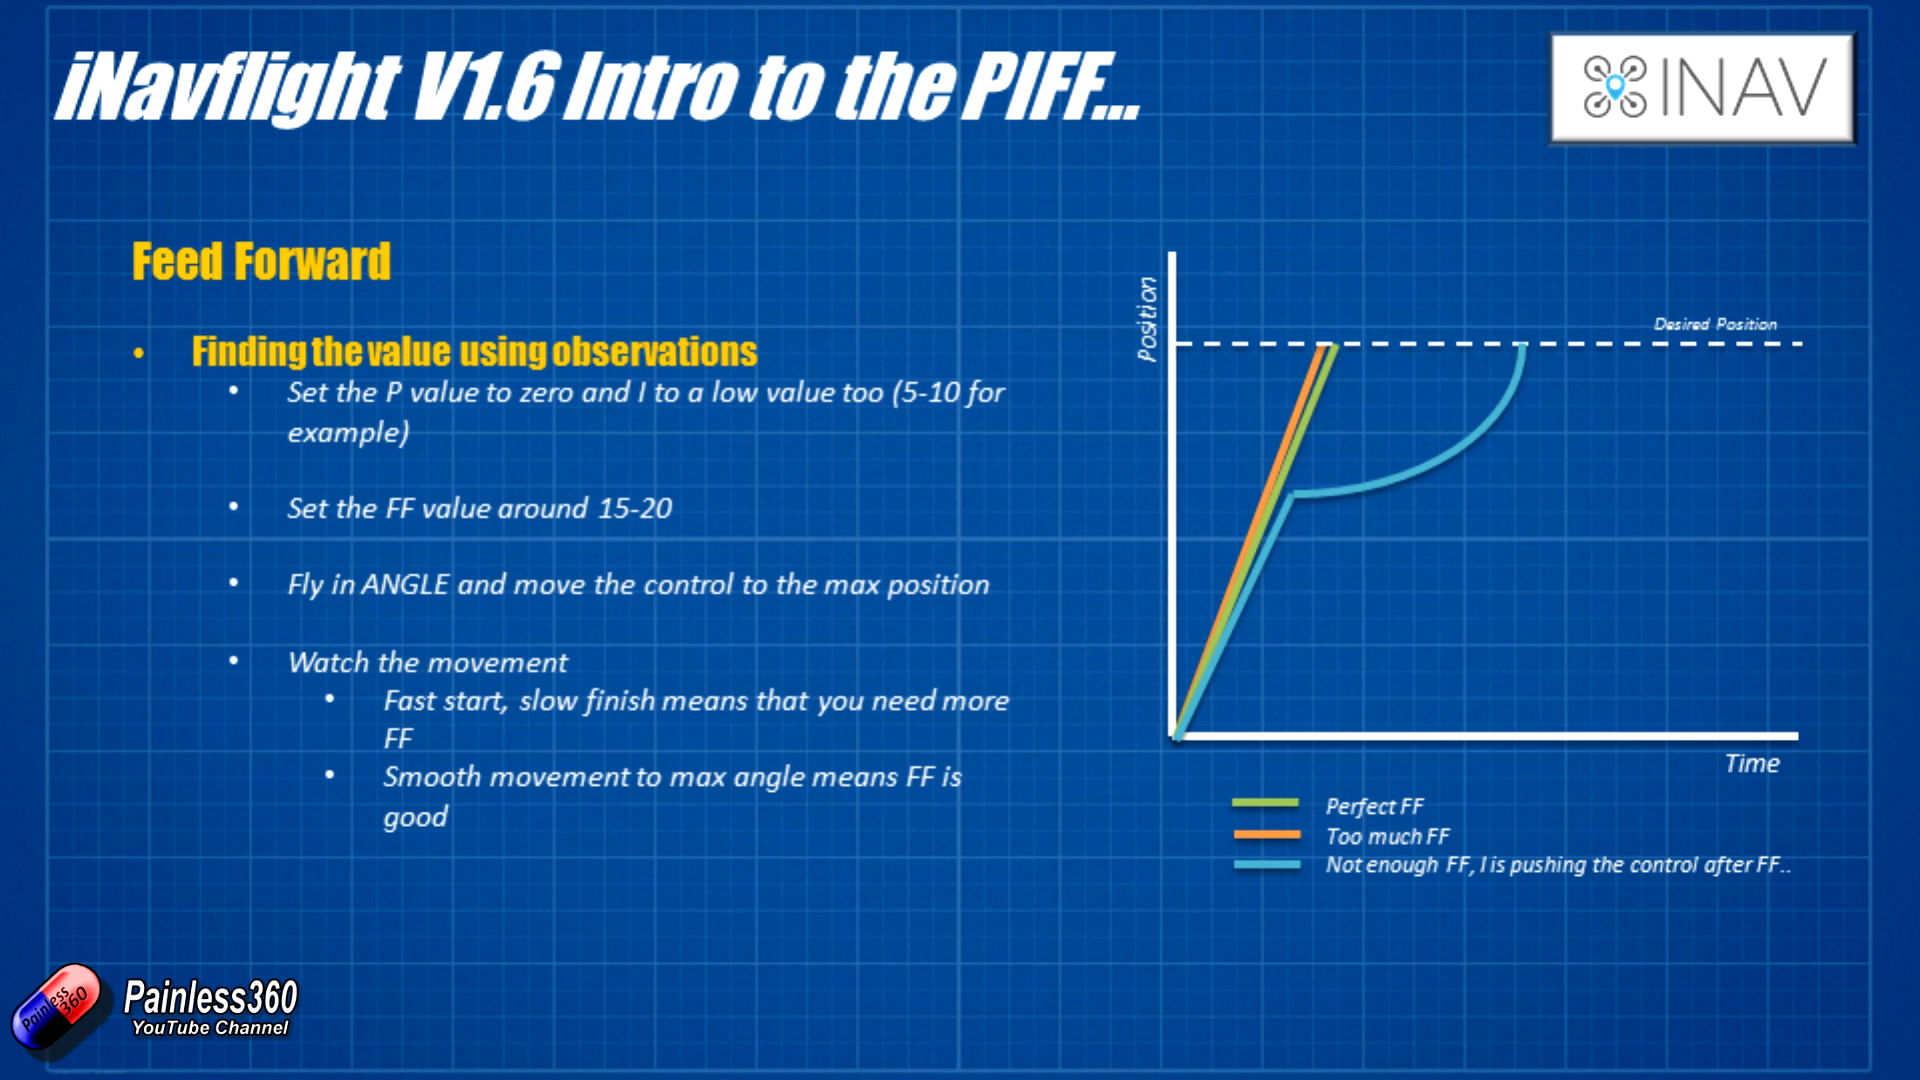 iNavflight V1.6 Intro to the PIFF...
INAV
Feed Forward
• Finding the value using observations
• Set the P value to zero and I to a low value too (5-10 for
example)
• Set the FF value around 15-20
• Fly in ANGLE and move the control to the max position
• Watch the movement
• Fast start, slow finish means that you need more
FF
• Smooth movement to max angle means FF is
good
Position
Desired Position
Time
Perfect FF
Too much FF
Not enough FF, I is pushing the control after FF..
Painless
360
Painless360
YouTube Channel